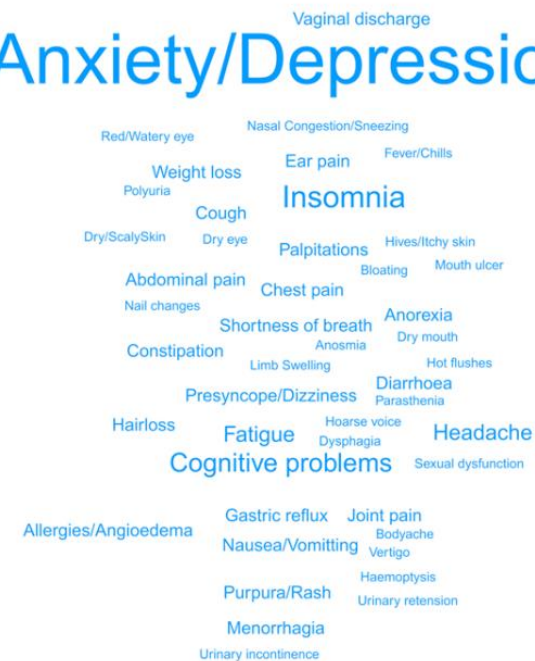 Vaginal discharge
Anxiety/Depressio
Nasal Congestion/Sneezing
Red/Watery eye
Fever/Chills
Ear pain
Weight loss
Polyuria
Insomnia
Cough
Dry/ScalySkin
Dry eye
Hives/Itchy skin
Palpitations
Mouth ulcer
Bloating
Abdominal pain
Chest pain
Nail changes
Anorexia
Shortness of breath
Dry mouth
Anosmia
Constipation
Hot flushes
Limb Swelling
Diarrhoea
Presyncope/Dizziness
Parasthenia
Hairloss
Hoarse voice
Fatigue
Headache
Dysphagia
Cognitive problems
Sexual dysfunction
Gastric reflux
Joint pain
Allergies/Angioedema
Bodyache
Nausea/Vomitting
Vertigo
Haemoptysis
Purpura/Rash
Urinary retension
Menorrhagia
Urinary incontinence